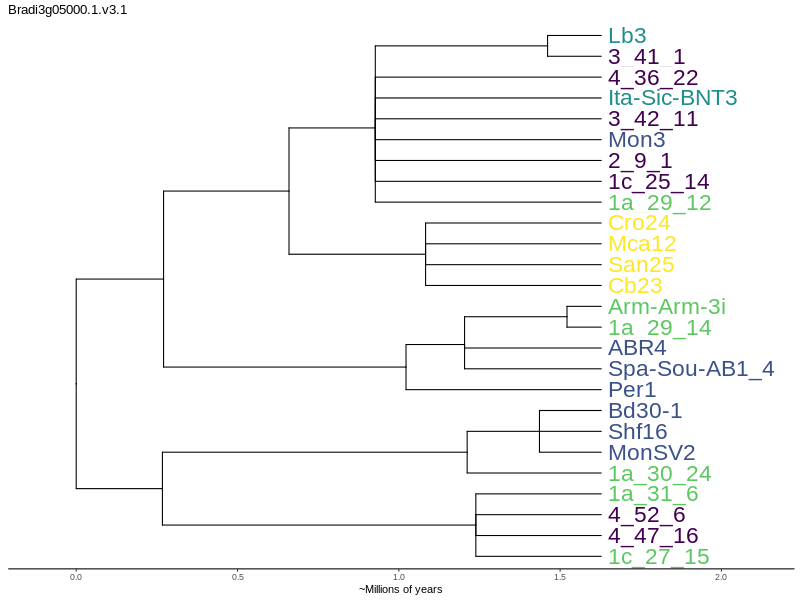 Bradi3g05000.1.v3.1
Lb3
3_41_1
4_36_22
Ita-Sic-BNT3
3_42_11
Mon3
2_9_1
1c_25_14
1a_29_12
Cro24
Mca12
San25
Cb23
Arm-Arm-3i
1a_29_14
ABR4
Spa-Sou-AB1_4
Per1
Bd30-1
Shf16
MonSV2
1a_30_24
1a_31_6
4_52_6
4_47_16
1c_27_15
0.0 0.5 1.0 1.5 2.0
~Millions of years